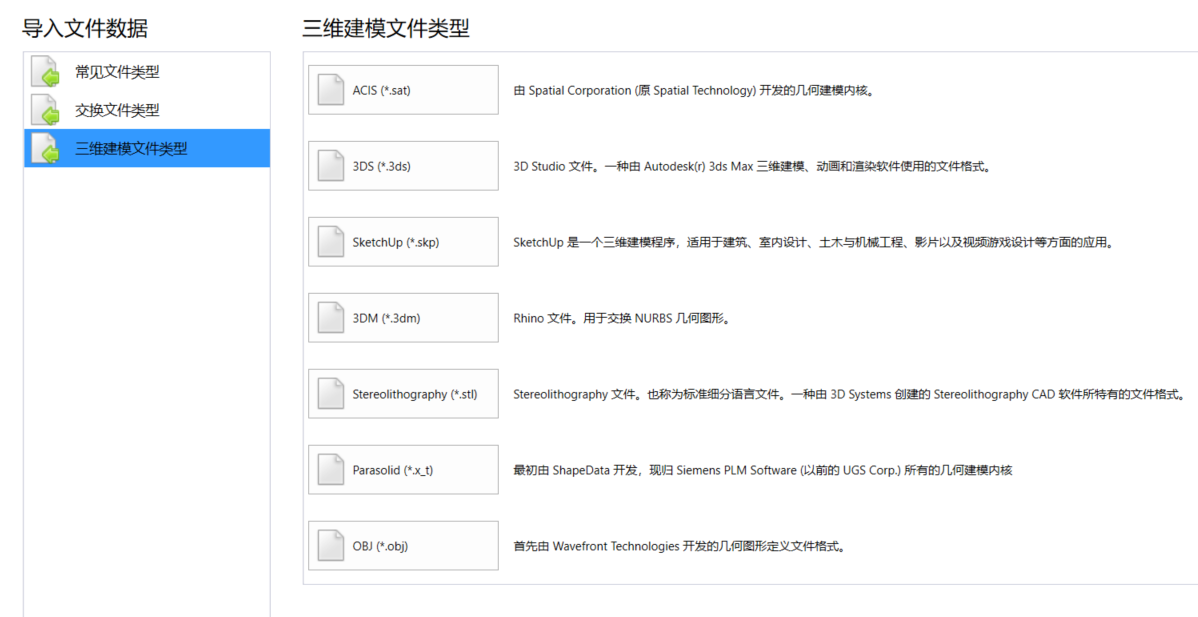 导入文件数据
常见文件类型
交换文件类型
三维建模文件类型
三维建模文件类型
ACIS (*.sat)
由 Spatial Corporation (原 Spatial Technology) 开发的几何建模内核。
3DS (*.3ds)
3D Studio 文件。一种由 Autodesk(r) 3ds Max 三维建模、动画和渲染软件使用的文件格式。
SketchUp (*.skp)
SketchUp 是一个三维建模程序，适用于建筑、室内设计、土木与机械工程、影片以及视频游戏设计等方面的应用。
3DM (*.3dm)
Rhino 文件。用于交换 NURBS 几何图形。
Stereolithography (*.stl)
Stereolithography 文件。也称为标准细分语言文件。一种由 3D Systems 创建的 Stereolithography CAD 软件所特有的文件格式。
Parasolid (*.x_t)
最初由 ShapeData 开发，现归 Siemens PLM Software (以前的 UGS Corp.) 所有的几何建模内核
OBJ (*.obj)
首先由 Wavefront Technologies 开发的几何图形定义文件格式。